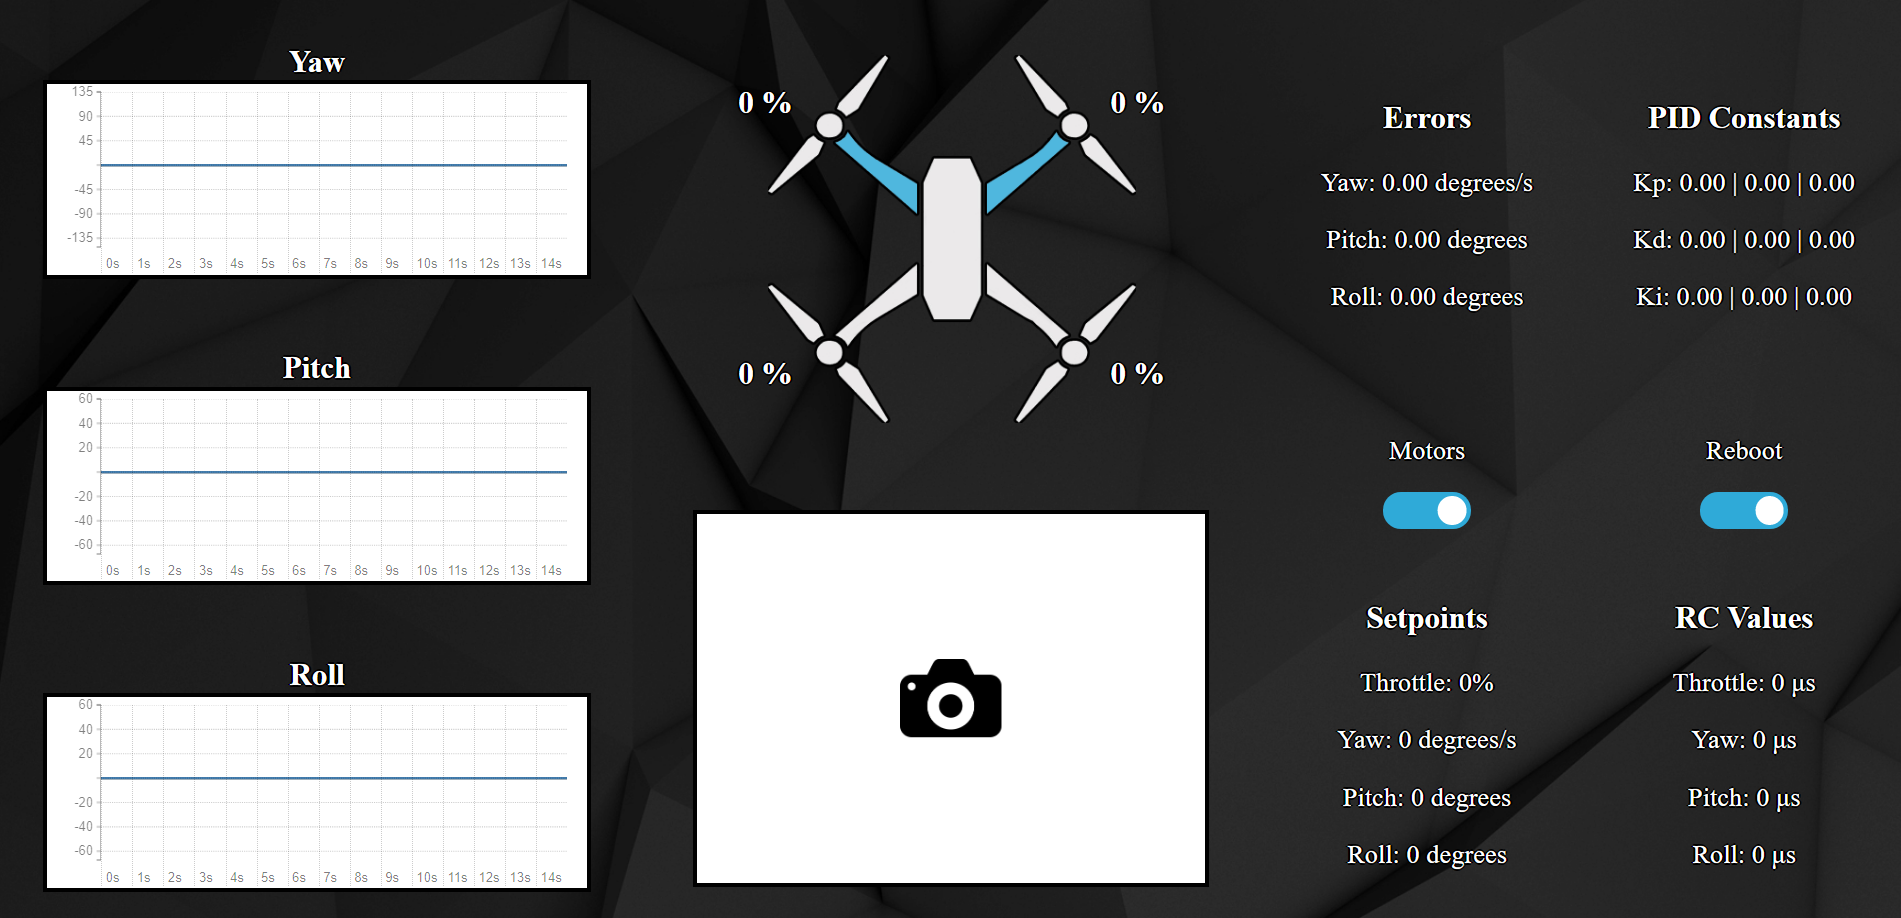 Yaw
135
90
45
-45
-90
-135
0s 1s 2s 3s 4s 5s 6s 7s 8s 9s 10s 11s 12s 13s 14s
Pitch
60
40
20
-20
-40
-60
0s 1s 2s 3s 4s 5s 6s 7s 8s 9s 10s 11s 12s 13s 14s
Roll
60
40
20
-20
-40
-60
0s 1s 2s 3s 4s 5s 6s 7s 8s 9s 10s 11s 12s 13s 14s
0 %
0 %
0 %
0 %
Errors
Yaw: 0.00 degrees/s
Pitch: 0.00 degrees
Roll: 0.00 degrees
PID Constants
Kp: 0.00 | 0.00 | 0.00
Kd: 0.00 | 0.00 | 0.00
Ki: 0.00 | 0.00 | 0.00
Motors
Reboot
Setpoints
Throttle: 0%
Yaw: 0 degrees/s
Pitch: 0 degrees
Roll: 0 degrees
RC Values
Throttle: 0 μs
Yaw: 0 μs
Pitch: 0 μs
Roll: 0 μs